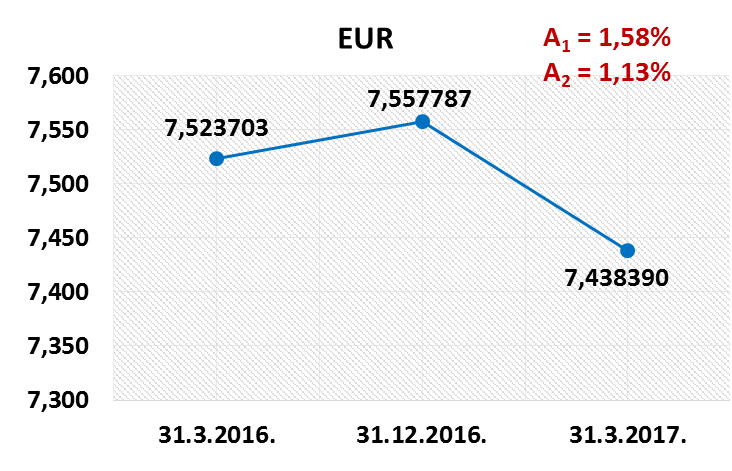 EUR
A₁ = 1,58%
A₂ = 1,13%
7,600
7,550
7,500
7,450
7,400
7,350
7,300
7,523703
7,557787
7,438390
31.3.2016. 31.12.2016. 31.3.2017.